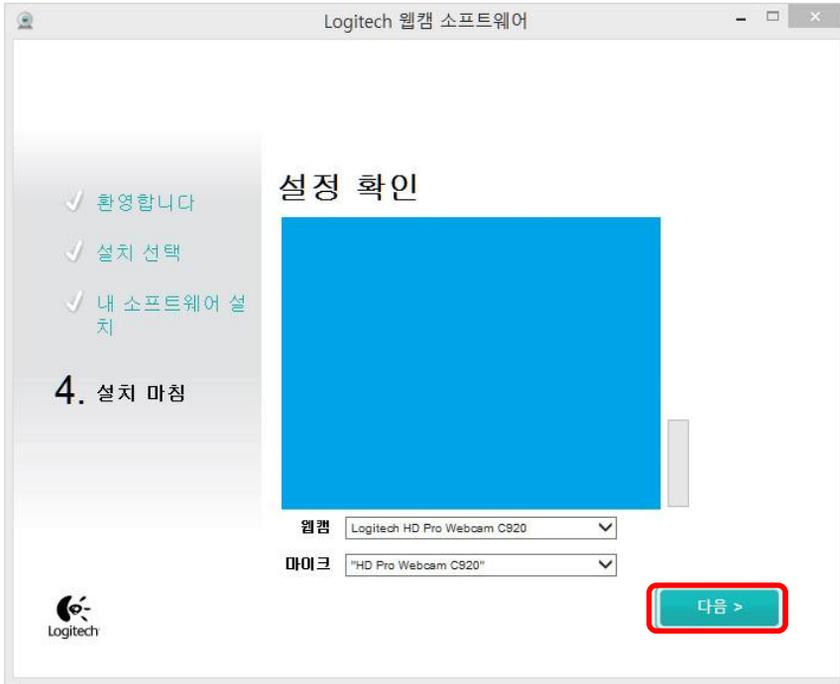 Logitech 웹캠 소프트웨어
환영합니다
설치 선택
내 소프트웨어 설
치
4. 설치 마침
설정 확인
웹캠 Logitech HD Pro Webcam C920
마이크 "HD Pro Webcam C920"
다음 >
Logitech